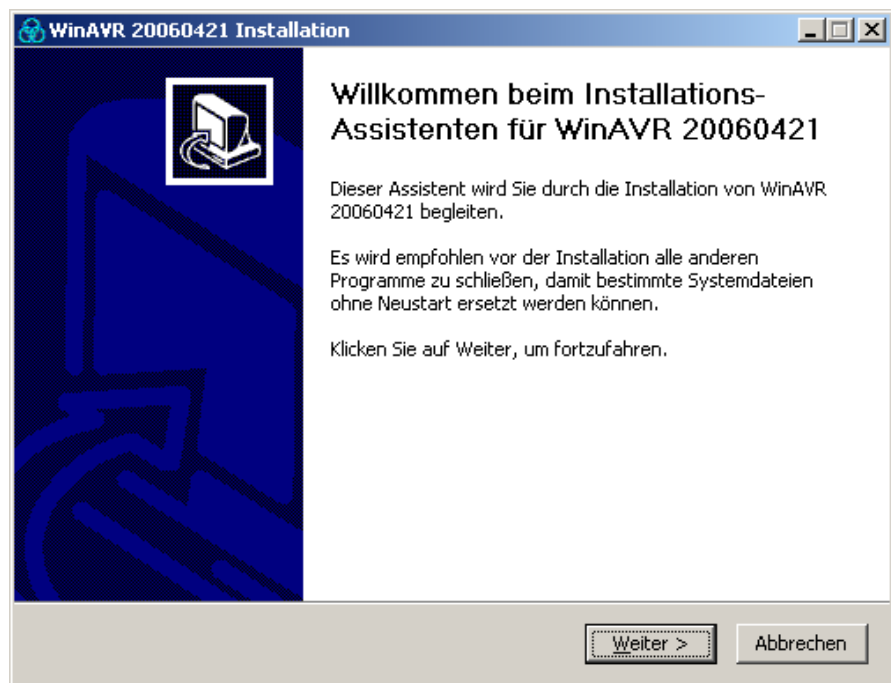 WinAVR 20060421 Installation
Willkommen beim Installations-
Assistenten für WinAVR 20060421
Dieser Assistent wird Sie durch die Installation von WinAVR
20060421 begleiten.
Es wird empfohlen vor der Installation alle anderen
Programme zu schließen, damit bestimmte Systemdateien
ohne Neustart ersetzt werden können.
Klicken Sie auf Weiter, um fortzufahren.
Weiter >
Abbrechen